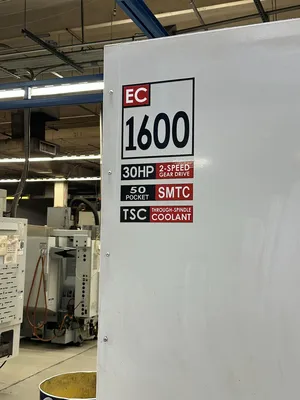 EC
1600
30HP 2-SPEED GEAR DRIVE
50 POCKET SMTC
TSC THROUGH-SPINDLE COOLANT